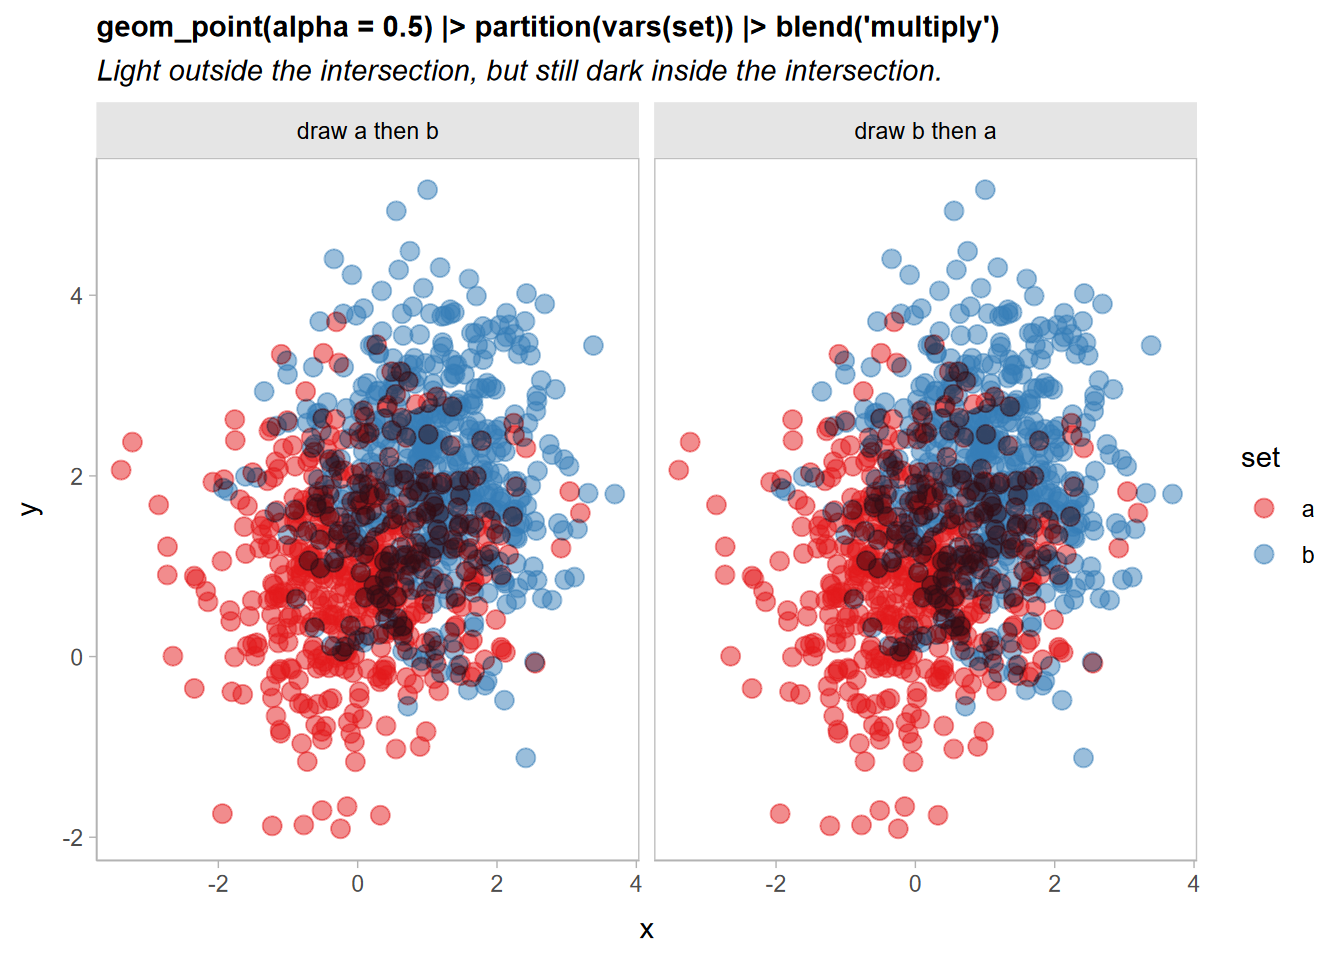 geom_point(alpha = 0.5) |> partition(vars(set)) |> blend('multiply')
Light outside the intersection, but still dark inside the intersection.
draw a then b
draw b then a
4
2
0
-2
y
-2
0
2
4
-2
0
2
4
x
set
a
b